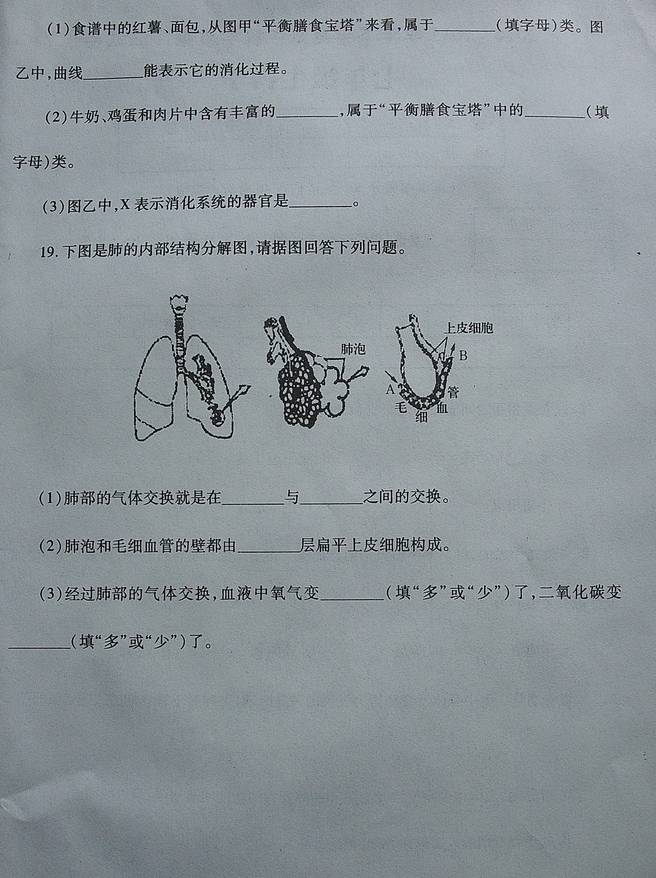 (1)食谱中的红薯、面包,从图甲“平衡膳食宝塔”来看,属于________(填字母)类。图
乙中,曲线________能表示它的消化过程。
(2)牛奶、鸡蛋和肉片中含有丰富的________,属于“平衡膳食宝塔”中的________(填
字母)类。
(3)图乙中,X表示消化系统的器官是________。
19.下图是肺的内部结构分解图,请据图回答下列问题。
上皮细胞
肺泡
B
A
毛细血管
(1)肺部的气体交换就是在________与________之间的交换。
(2)肺泡和毛细血管的壁都由________层扁平上皮细胞构成。
(3)经过肺部的气体交换,血液中氧气变________(填“多”或“少”)了,二氧化碳变
________(填“多”或“少”)了。